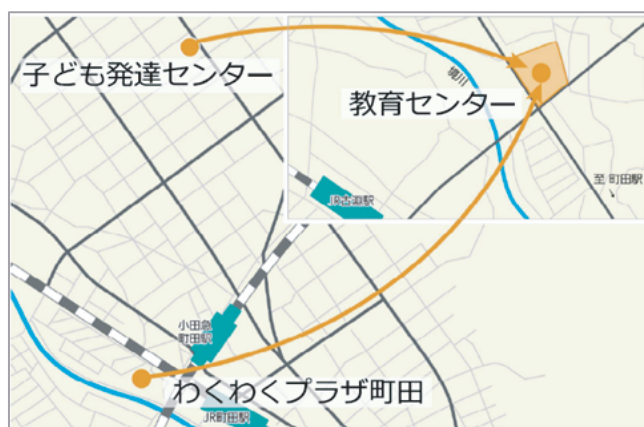 子ども発達センター
境川
教育センター
至 町田駅
JR古淵駅
小田急
町田駅
わくわくプラザ町田
JR町田駅